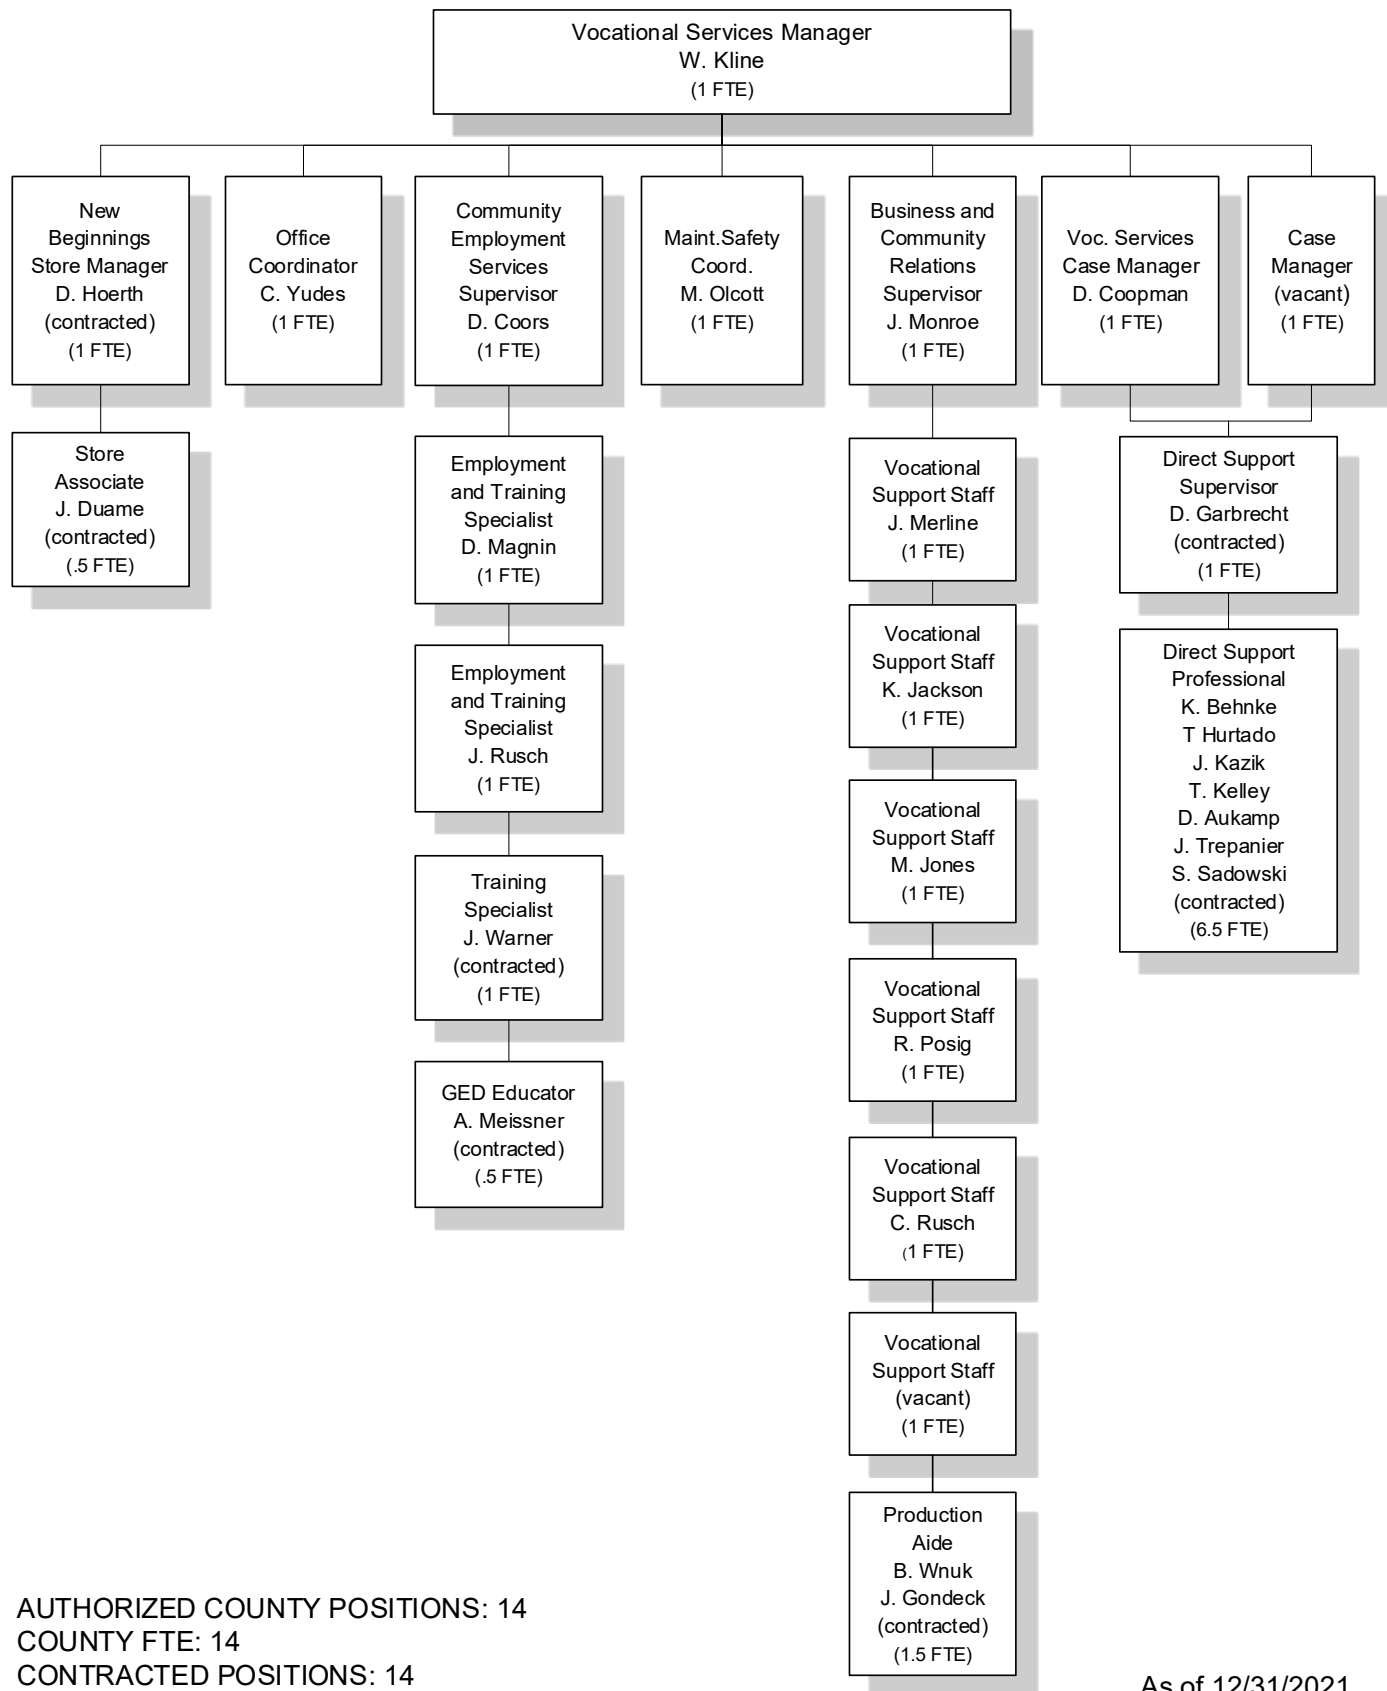 Vocational Services Manager
W. Kline
(1 FTE)
New
Beginnings
Store Manager
D. Hoerth
(contracted)
(1 FTE)
Office
Coordinator
C. Yudes
(1 FTE)
Community
Employment
Services
Supervisor
D. Coors
(1 FTE)
Maint.Safety
Coord.
M. Olcott
(1 FTE)
Business and
Community
Relations
Supervisor
J. Monroe
(1 FTE)
Voc. Services
Case Manager
D. Coopman
(1 FTE)
Case
Manager
(vacant)
(1 FTE)
Store
Associate
J. Duame
(contracted)
(.5 FTE)
Employment
and Training
Specialist
D. Magnin
(1 FTE)
Employment
and Training
Specialist
J. Rusch
(1 FTE)
Training
Specialist
J. Warner
(contracted)
(1 FTE)
GED Educator
A. Meissner
(contracted)
(.5 FTE)
Vocational
Support Staff
J. Merline
(1 FTE)
Vocational
Support Staff
K. Jackson
(1 FTE)
Vocational
Support Staff
M. Jones
(1 FTE)
Vocational
Support Staff
R. Posig
(1 FTE)
Vocational
Support Staff
C. Rusch
(1 FTE)
Vocational
Support Staff
(vacant)
(1 FTE)
Production
Aide
B. Wnuk
J. Gondeck
(contracted)
(1.5 FTE)
Direct Support
Supervisor
D. Garbrecht
(contracted)
(1 FTE)
Direct Support
Professional
K. Behnke
T Hurtado
J. Kazik
T. Kelley
D. Aukamp
J. Trepanier
S. Sadowski
(contracted)
(6.5 FTE)
AUTHORIZED COUNTY POSITIONS: 14
COUNTY FTE: 14
CONTRACTED POSITIONS: 14
As of 12/31/2021